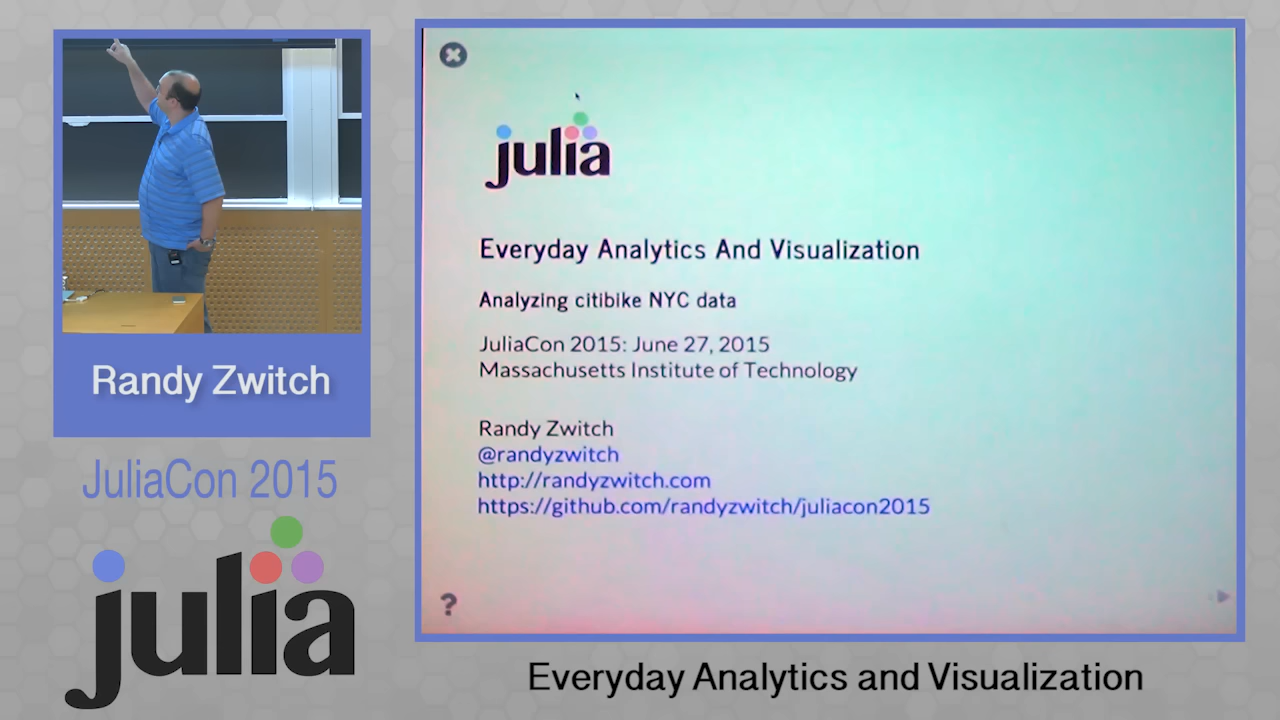 Randy Zwitch
JuliaCon 2015
julia
julia
Everyday Analytics And Visualization
Analyzing citibike NYC data
JuliaCon 2015: June 27, 2015
Massachusetts Institute of Technology
Randy Zwitch
@randyzwitch
http://randyzwitch.com
https://github.com/randyzwitch/juliacon2015
?
Everyday Analytics and Visualization